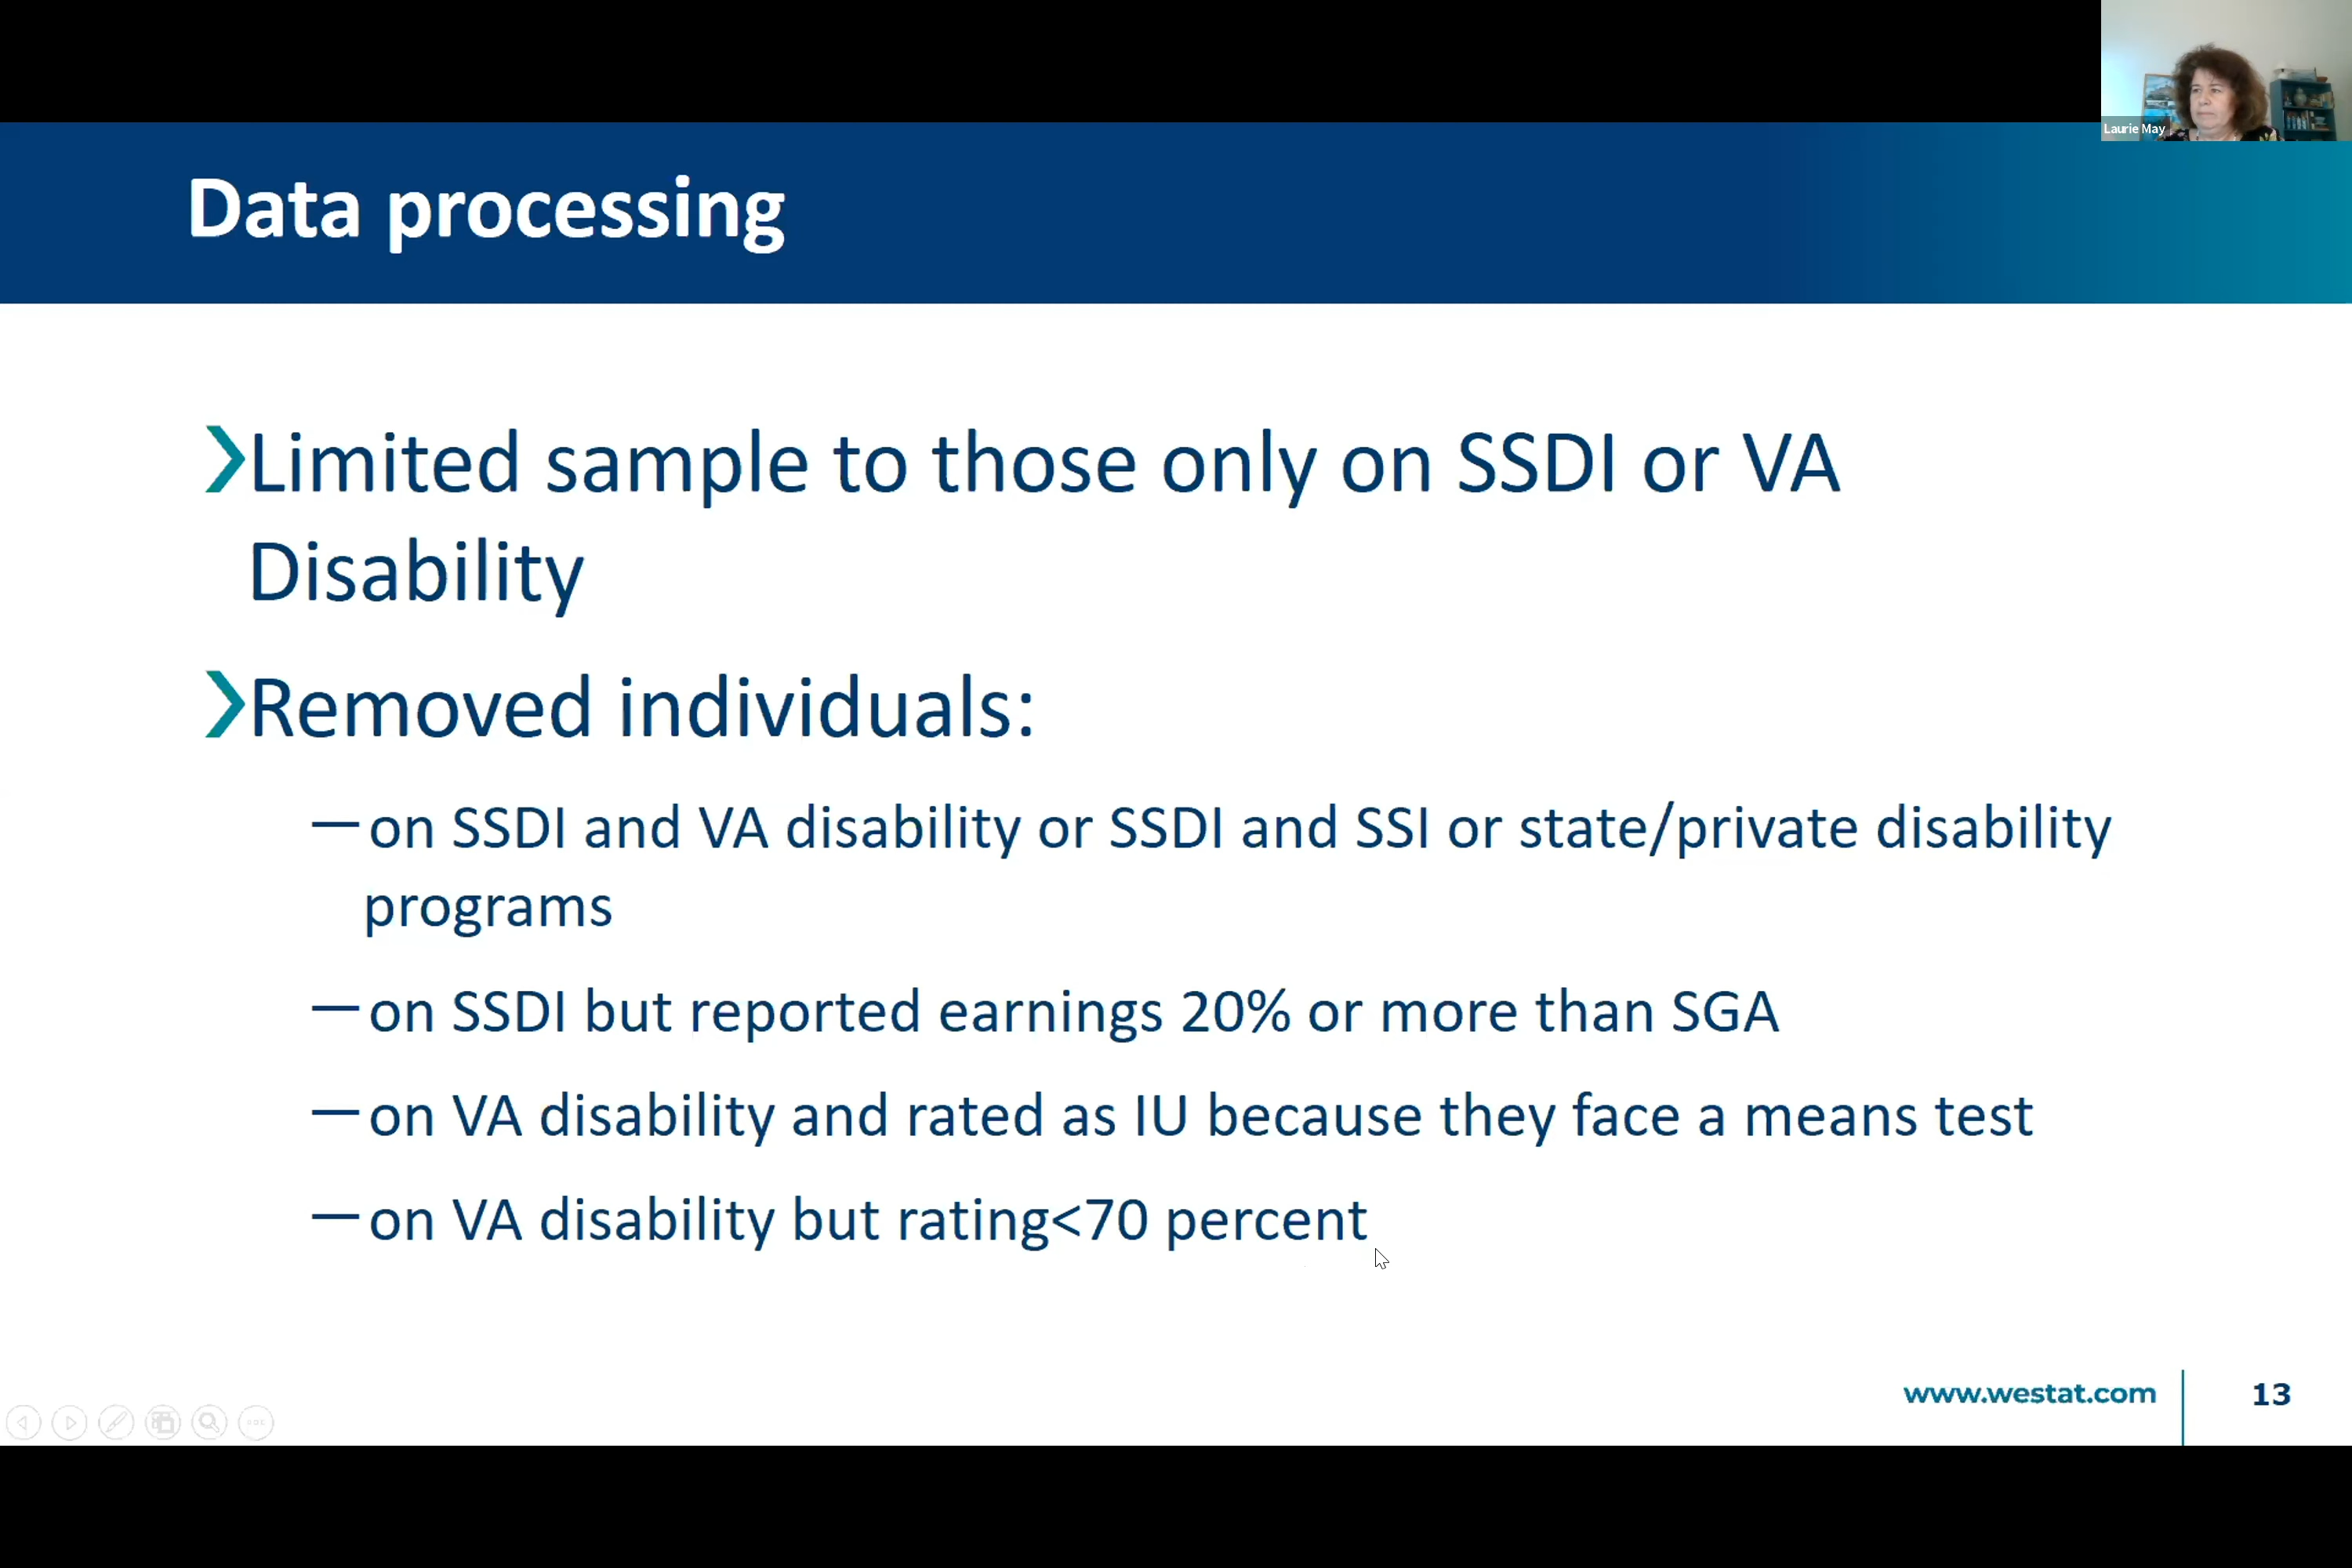 Laurie May
Data processing
Limited sample to those only on SSDI or VA
Disability
Removed individuals:
— on SSDI and VA disability or SSDI and SSI or state/private disability
programs
— on SSDI but reported earnings 20% or more than SGA
— on VA disability and rated as IU because they face a means test
— on VA disability but rating<70 percent
www.westat.com
13